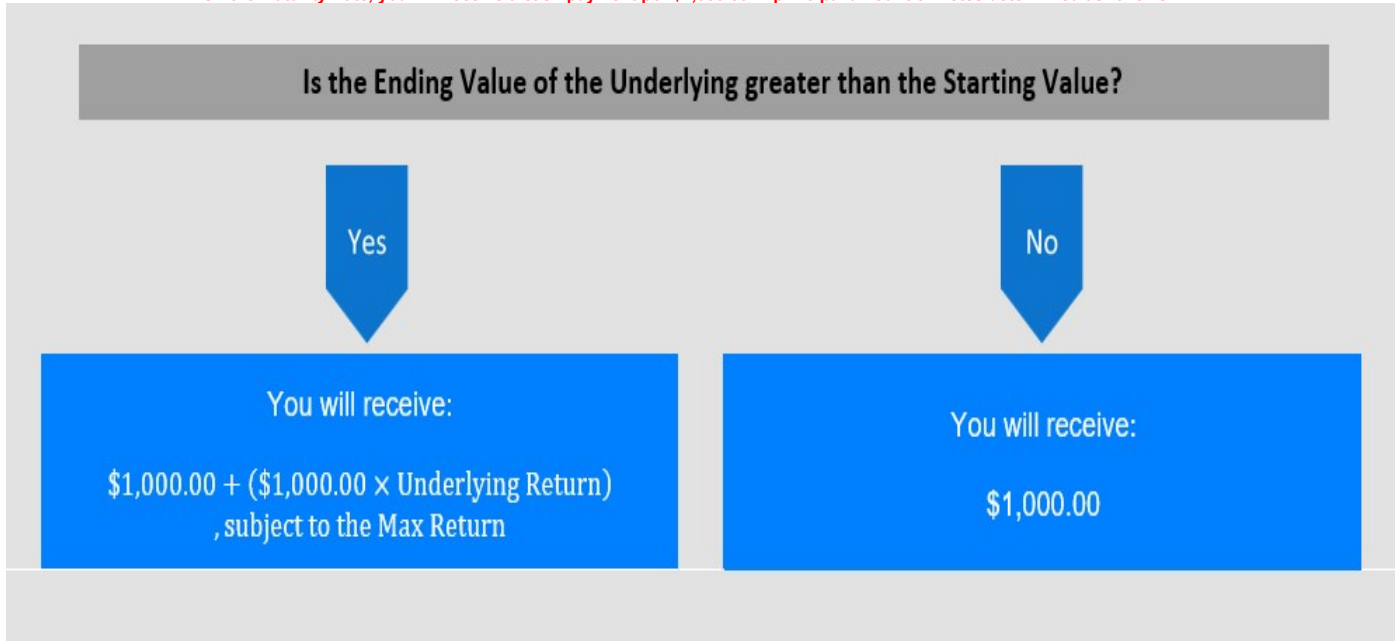 Is the Ending Value of the Underlying greater than the Starting Value?
Yes
No
You will receive:
$1,000.00 + ($1,000.00 × Underlying Return)
, subject to the Max Return
You will receive:
$1,000.00